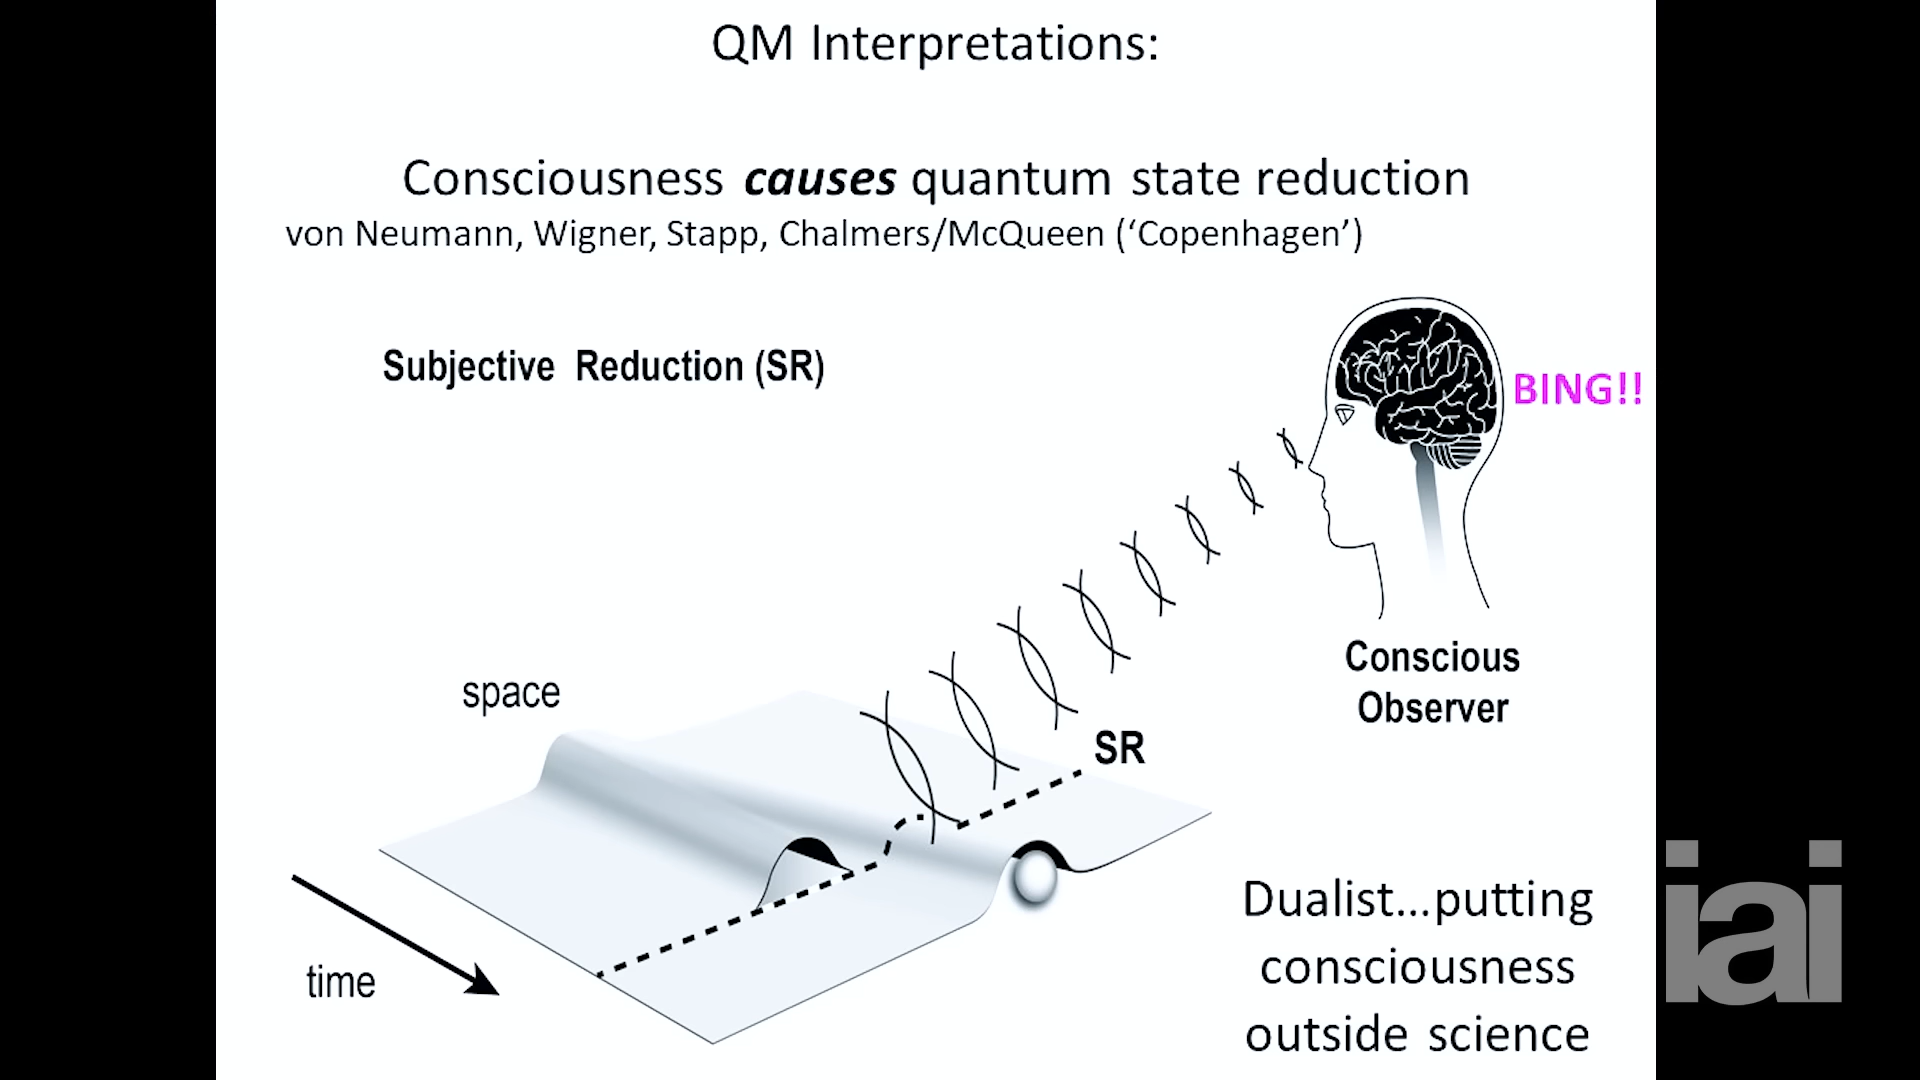 QM Interpretations:
Consciousness causes quantum state reduction
von Neumann, Wigner, Stapp, Chalmers/McQueen (‘Copenhagen’)
Subjective Reduction (SR)
BING!!
Conscious
Observer
space
SR
time
Dualist...putting
consciousness
outside science
iai